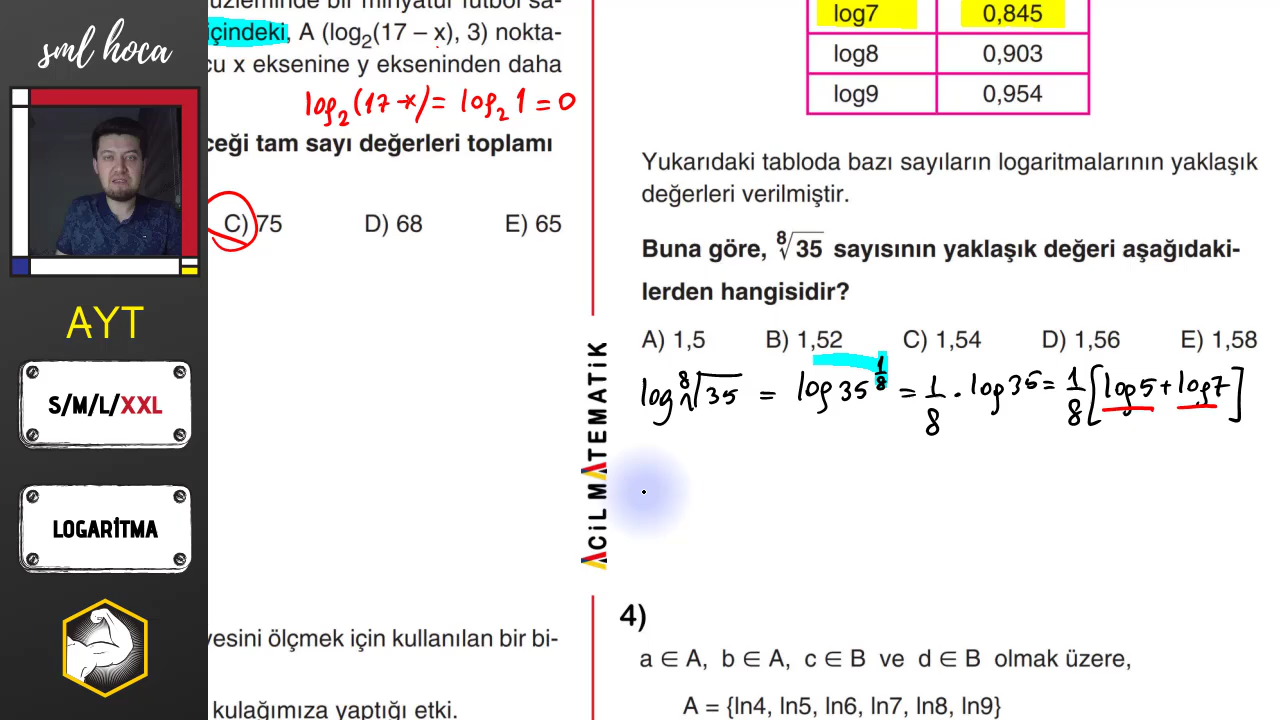 sml hoca
AYT
S/M/L/XXL
LOGARİTMA
içindeki, A (log₂(17 – x), 3) nokta-
cu x eksenine y ekseninden daha
log₂(17-x) = log₂ 1 = 0
ceği tam sayı değerleri toplamı
C) 75 D) 68 E) 65
vesini ölçmek için kullanılan bir bi-
kulağımıza yaptığı etki.
ACİL MATEMATİK
log7 0,845
log8 0,903
log9 0,954
Yukarıdaki tabloda bazı sayıların logaritmalarının yaklaşık
değerleri verilmiştir.
Buna göre, ⁸√35 sayısının yaklaşık değeri aşağıdaki-
lerden hangisidir?
A) 1,5 B) 1,52 C) 1,54 D) 1,56 E) 1,58
log ⁸√35 = log 35^(1/8) = 1/8 · log 35 = 1/8 [log5 + log7]
4)
a ∈ A, b ∈ A, c ∈ B ve d ∈ B olmak üzere,
A = {ln4, ln5, ln6, ln7, ln8, ln9}